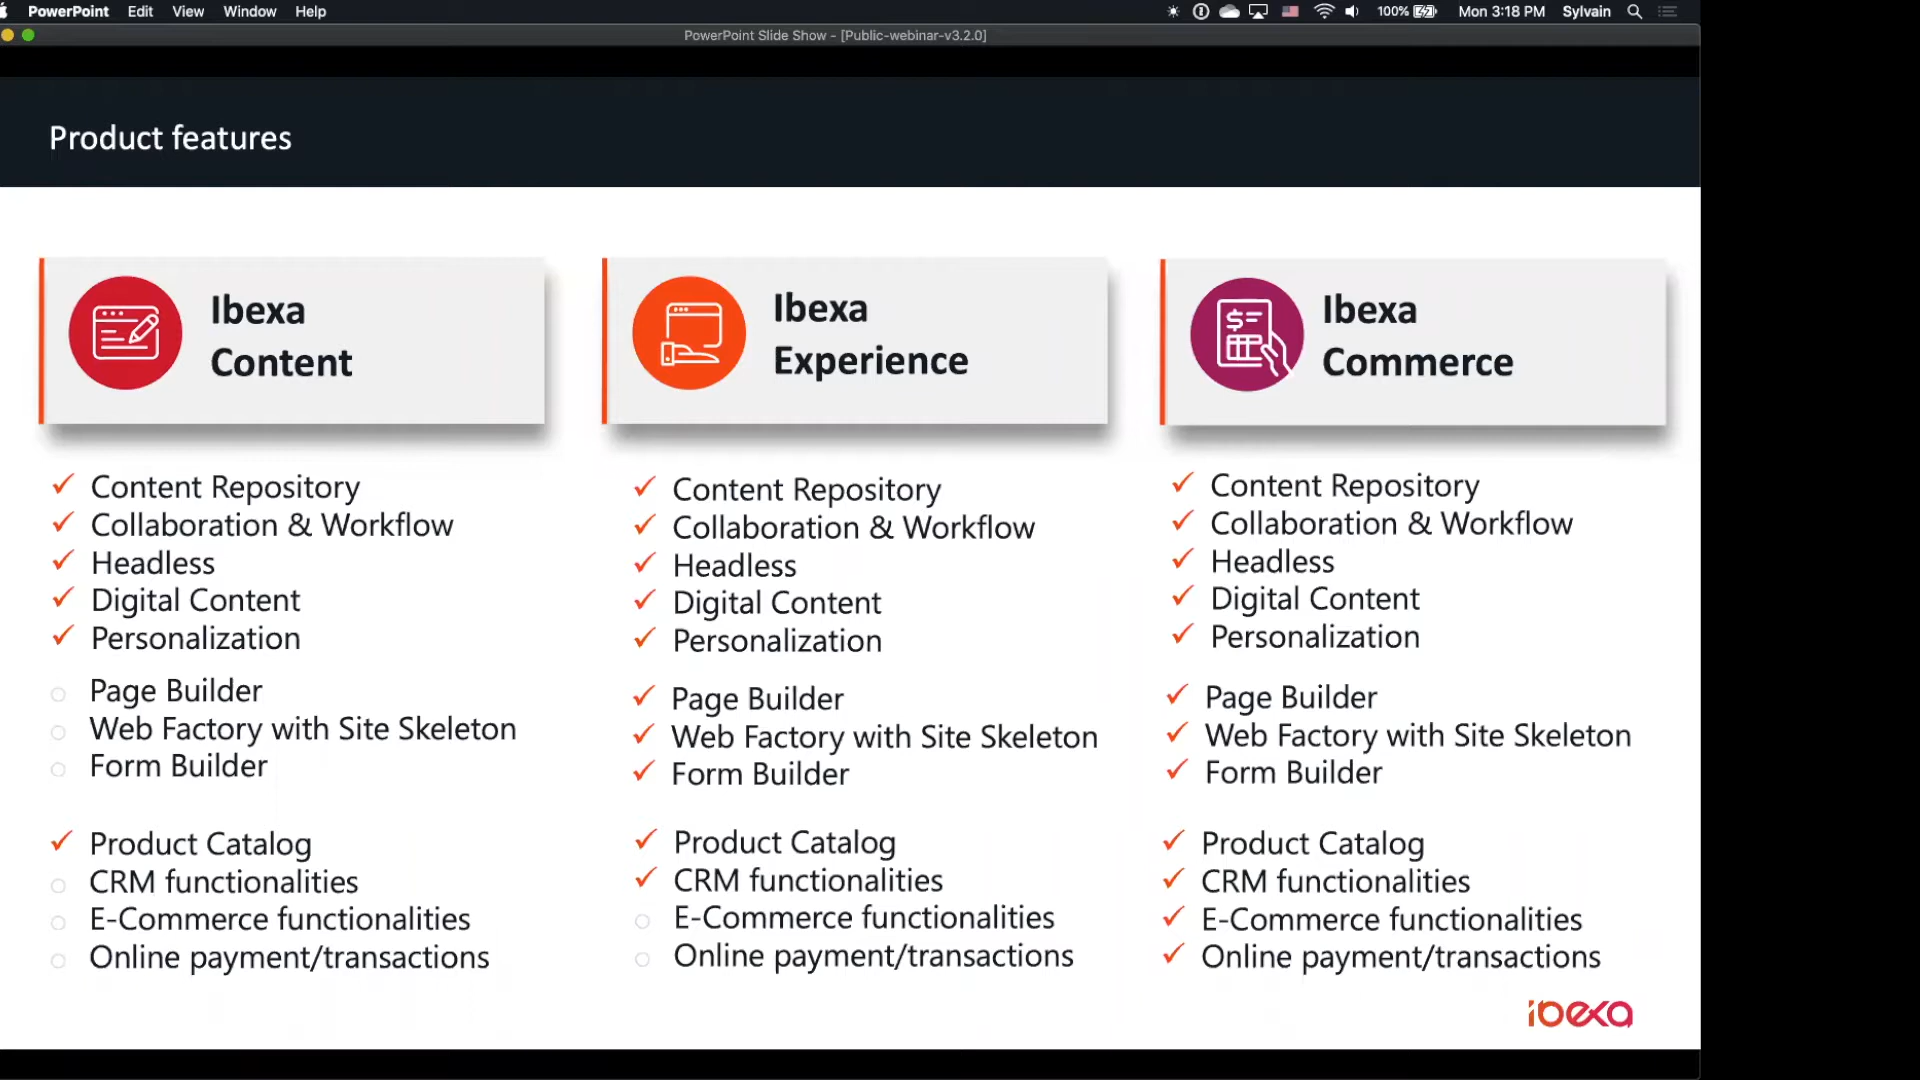 PowerPoint Edit View Window Help 100% Mon 3:18 PM Sylvain
PowerPoint Slide Show - [Public-webinar-v3.2.0]
Product features
Ibexa
Content
Content Repository
Collaboration & Workflow
Headless
Digital Content
Personalization
Page Builder
Web Factory with Site Skeleton
Form Builder
Product Catalog
CRM functionalities
E-Commerce functionalities
Online payment/transactions
Ibexa
Experience
Content Repository
Collaboration & Workflow
Headless
Digital Content
Personalization
Page Builder
Web Factory with Site Skeleton
Form Builder
Product Catalog
CRM functionalities
E-Commerce functionalities
Online payment/transactions
$
Ibexa
Commerce
Content Repository
Collaboration & Workflow
Headless
Digital Content
Personalization
Page Builder
Web Factory with Site Skeleton
Form Builder
Product Catalog
CRM functionalities
E-Commerce functionalities
Online payment/transactions
ibexa